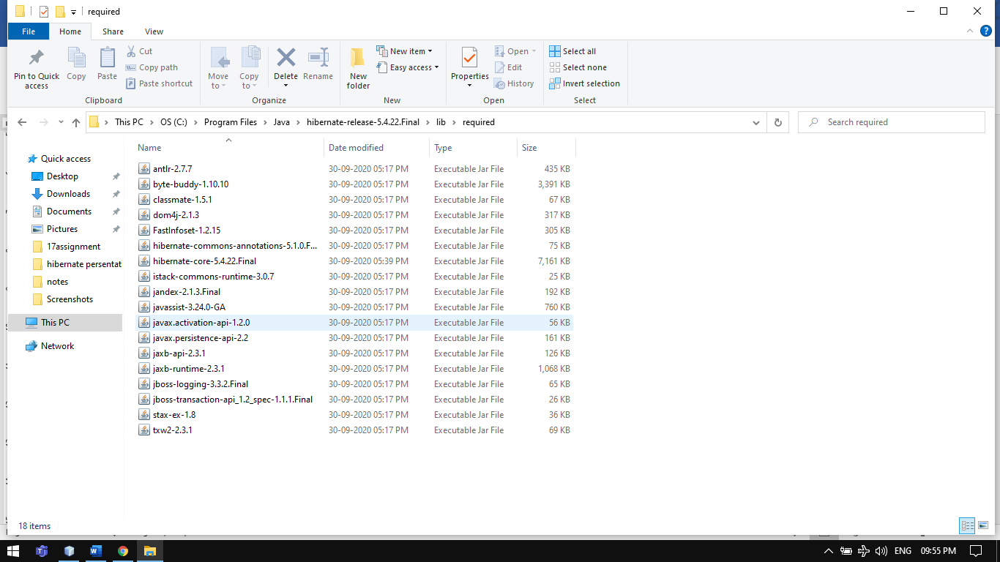 required
File Home Share View
Pin to Quick access
Copy
Paste
Cut
Copy path
Paste shortcut
Clipboard
Move to
Copy to
Delete
Rename
Organize
New folder
New item
Easy access
New
Properties
Open
Edit
History
Open
Select all
Select none
Invert selection
Select
This PC > OS (C:) > Program Files > Java > hibernate-release-5.4.22.Final > lib > required
Search required
Quick access
Desktop
Downloads
Documents
Pictures
17assignment
hibernate persentat
notes
Screenshots
This PC
Network
Name Date modified Type Size
antlr-2.7.7 30-09-2020 05:17 PM Executable Jar File 435 KB
byte-buddy-1.10.10 30-09-2020 05:17 PM Executable Jar File 3,391 KB
classmate-1.5.1 30-09-2020 05:17 PM Executable Jar File 67 KB
dom4j-2.1.3 30-09-2020 05:17 PM Executable Jar File 317 KB
FastInfoset-1.2.15 30-09-2020 05:17 PM Executable Jar File 305 KB
hibernate-commons-annotations-5.1.0.F... 30-09-2020 05:17 PM Executable Jar File 75 KB
hibernate-core-5.4.22.Final 30-09-2020 05:39 PM Executable Jar File 7,161 KB
istack-commons-runtime-3.0.7 30-09-2020 05:17 PM Executable Jar File 25 KB
jandex-2.1.3.Final 30-09-2020 05:17 PM Executable Jar File 192 KB
javassist-3.24.0-GA 30-09-2020 05:17 PM Executable Jar File 760 KB
javax.activation-api-1.2.0 30-09-2020 05:17 PM Executable Jar File 56 KB
javax.persistence-api-2.2 30-09-2020 05:17 PM Executable Jar File 161 KB
jaxb-api-2.3.1 30-09-2020 05:17 PM Executable Jar File 126 KB
jaxb-runtime-2.3.1 30-09-2020 05:17 PM Executable Jar File 1,068 KB
jboss-logging-3.3.2.Final 30-09-2020 05:17 PM Executable Jar File 65 KB
jboss-transaction-api_1.2_spec-1.1.1.Final 30-09-2020 05:17 PM Executable Jar File 26 KB
stax-ex-1.8 30-09-2020 05:17 PM Executable Jar File 36 KB
txw2-2.3.1 30-09-2020 05:17 PM Executable Jar File 69 KB
18 items
ENG 09:55 PM